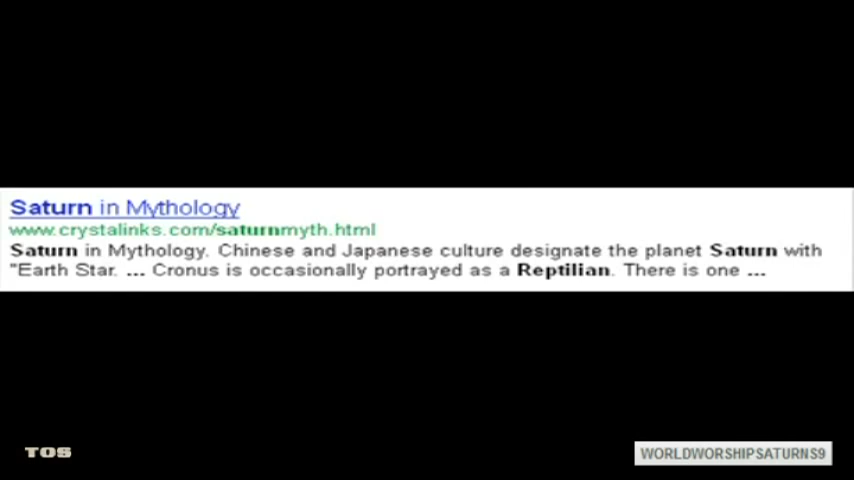 Saturn in Mythology
www.crystalinks.com/saturnmyth.html
Saturn in Mythology. Chinese and Japanese culture designate the planet Saturn with
"Earth Star. ... Cronus is occasionally portrayed as a Reptilian. There is one ...
TOS
WORLDWORSHIPSATURNS9